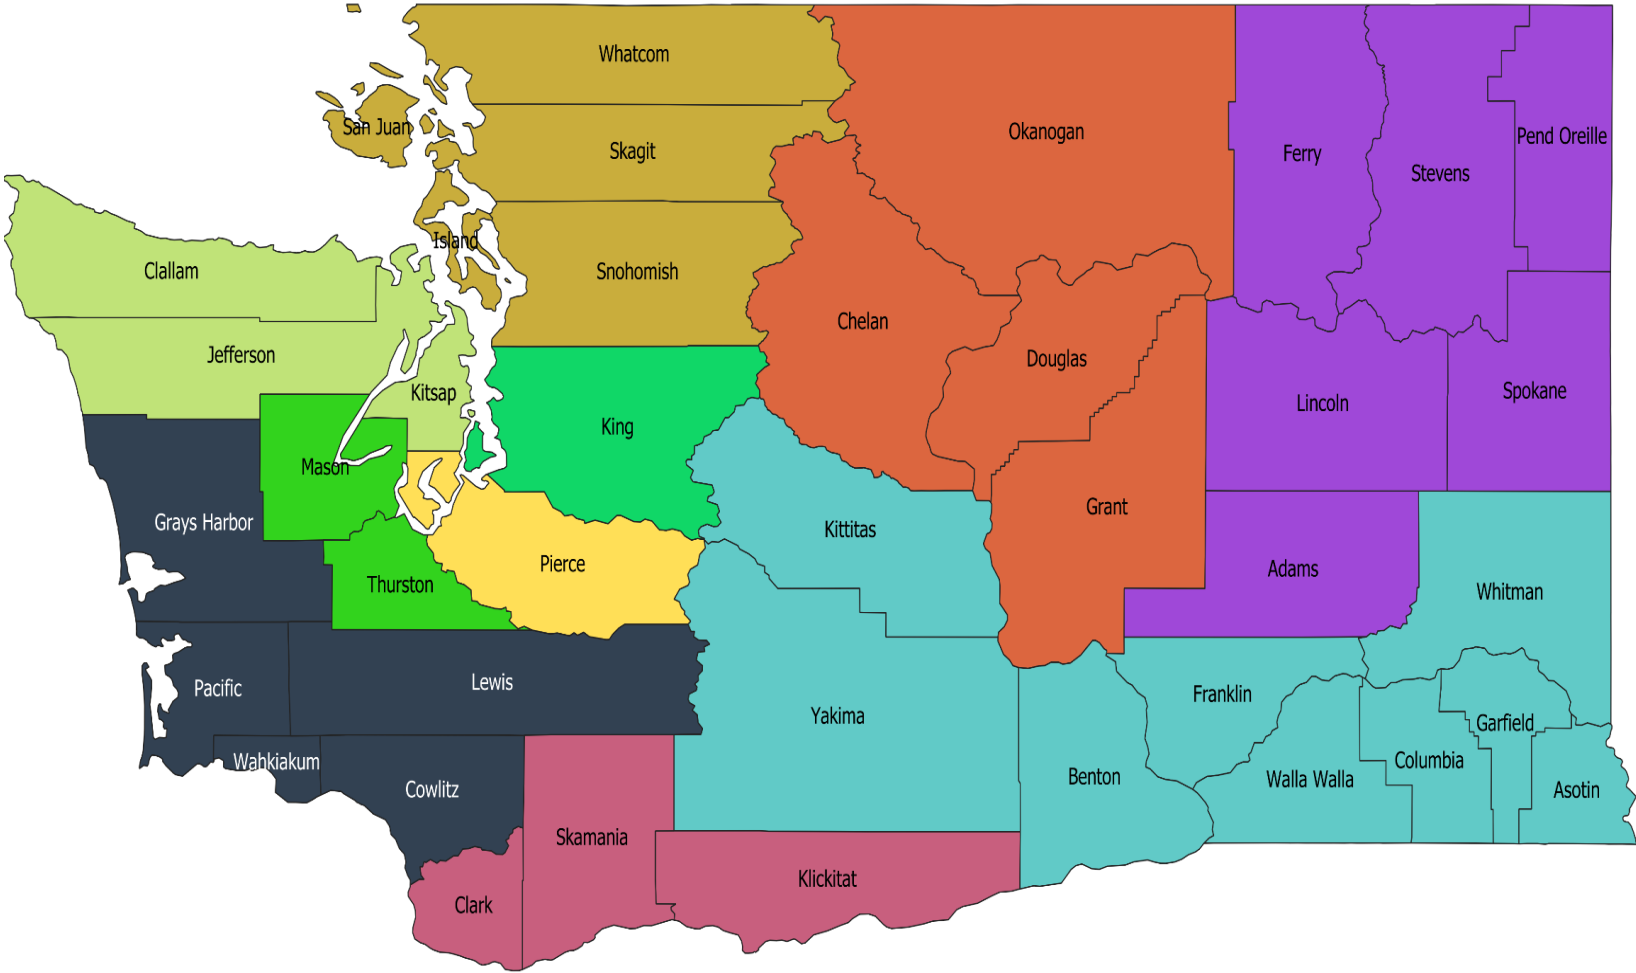 Whatcom
San Juan
Skagit
Okanogan
Ferry
Stevens
Pend Oreille
Island
Clallam
Snohomish
Chelan
Jefferson
Douglas
Kitsap
King
Lincoln
Spokane
Mason
Grays Harbor
Kittitas
Grant
Thurston
Pierce
Adams
Whitman
Pacific
Lewis
Yakima
Franklin
Garfield
Wahkiakum
Cowlitz
Benton
Walla Walla
Columbia
Asotin
Skamania
Klickitat
Clark